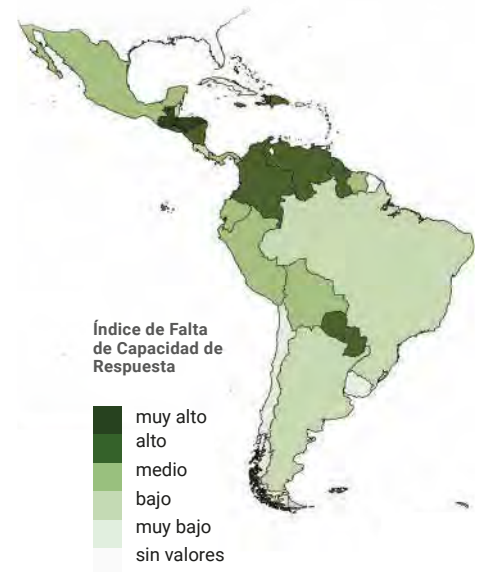 Índice de Falta
de Capacidad de
Respuesta
muy alto
alto
medio
bajo
muy bajo
sin valores